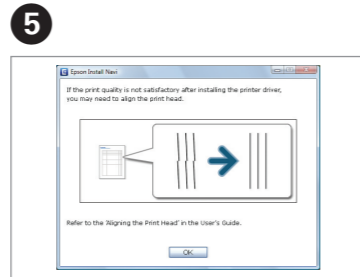 5
Epson Install Navi
If the print quality is not satisfactory after installing the printer driver,
you may need to align the print head.
Refer to the 'Aligning the Print Head' in the User's Guide.
OK